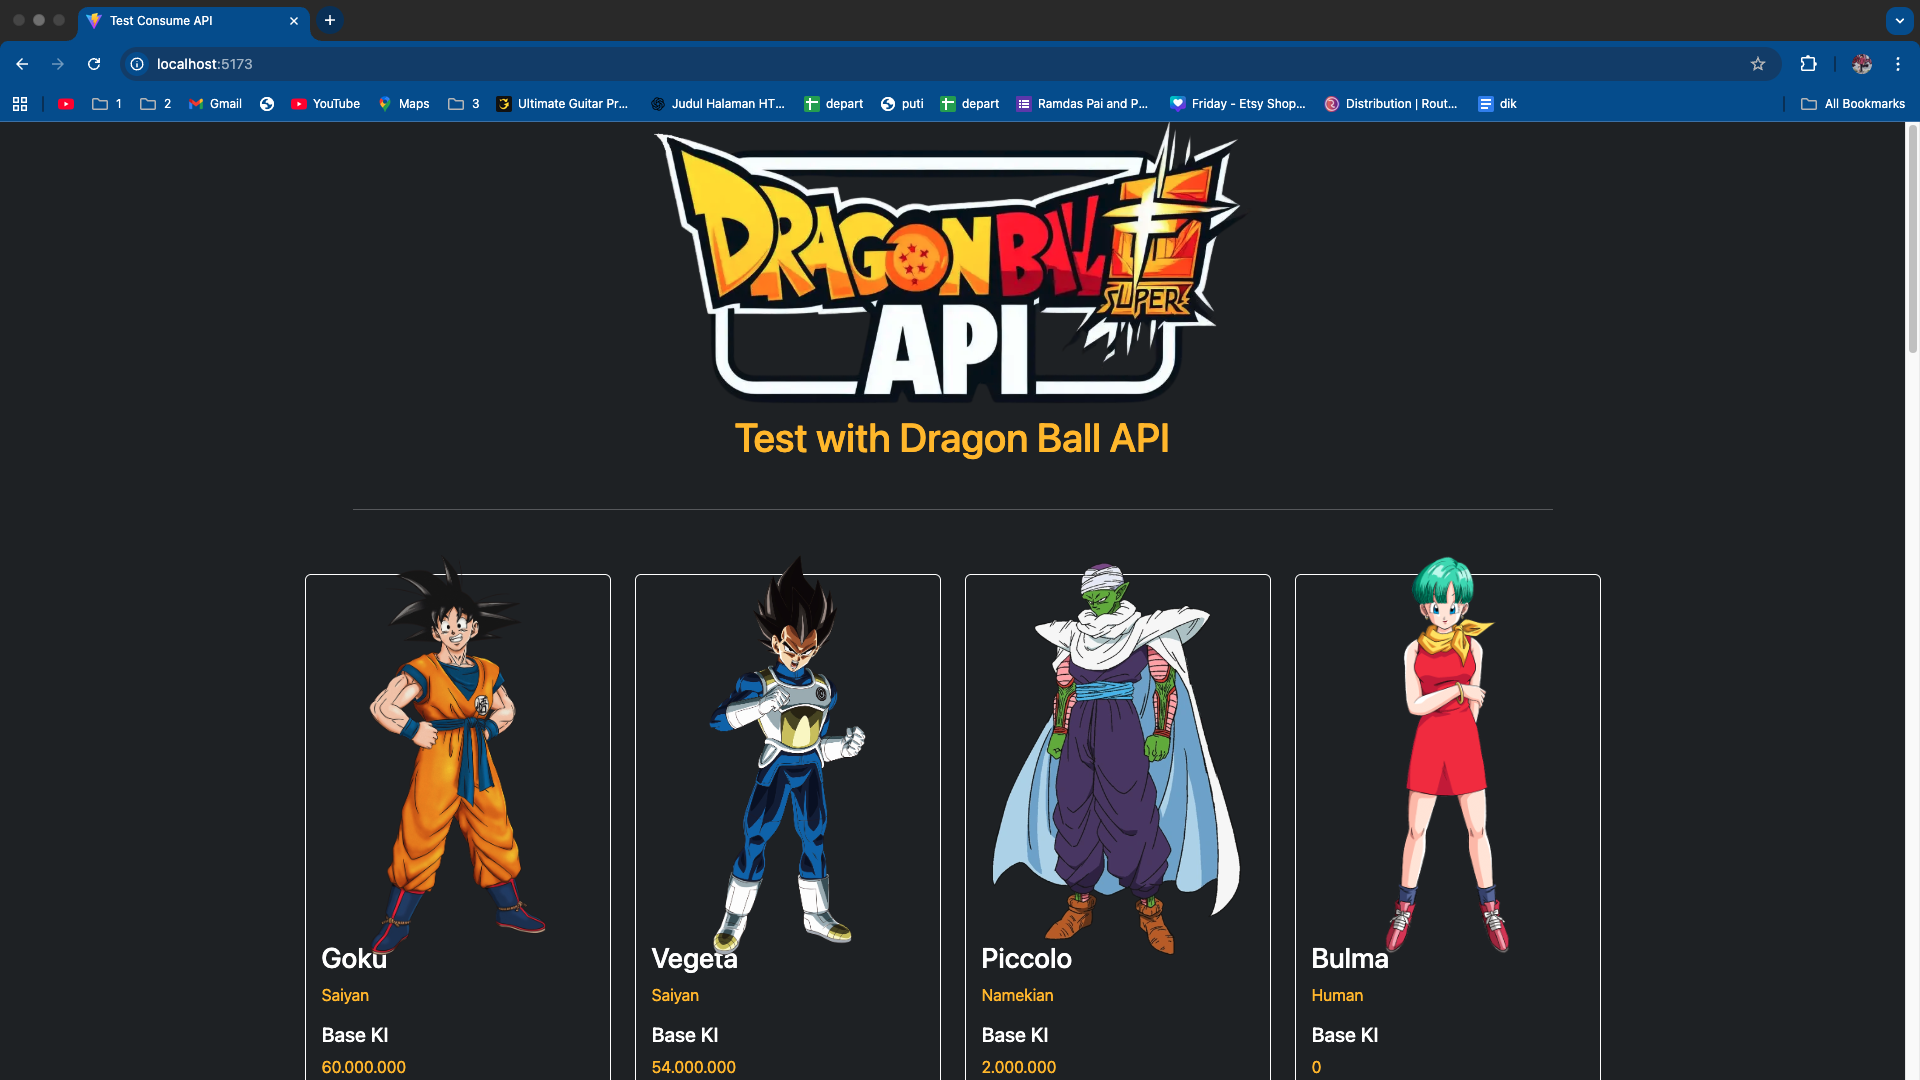 Test Consume API
localhost:5173
1
2
Gmail
YouTube
Maps
3
Ultimate Guitar Pr...
Judul Halaman HT...
depart
puti
depart
Ramdas Pai and P...
Friday - Etsy Shop...
Distribution | Rout...
dik
All Bookmarks
DRAGON BALL
SUPER
API
Test with Dragon Ball API
Goku
Saiyan
Base KI
60.000.000
Vegeta
Saiyan
Base KI
54.000.000
Piccolo
Namekian
Base KI
2.000.000
Bulma
Human
Base KI
0